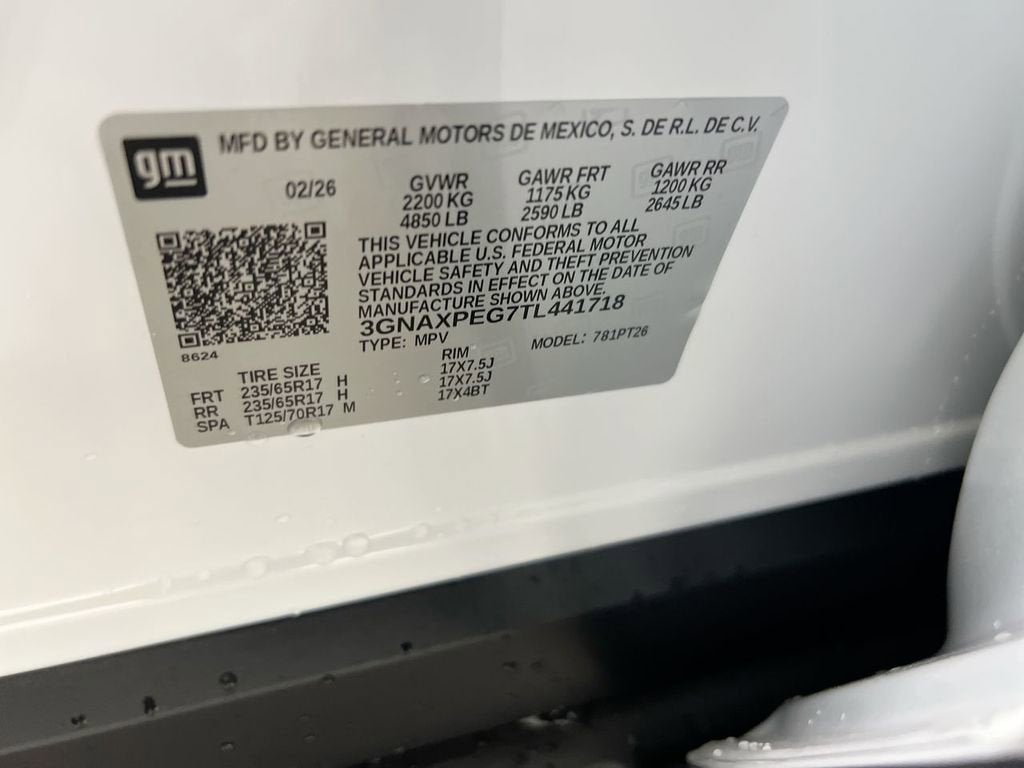 gm
MFD BY GENERAL MOTORS DE MEXICO, S. DE R.L. DE C.V.
02/26
GVWR
2200 KG
4850 LB
GAWR FRT
1175 KG
2590 LB
GAWR RR
1200 KG
2645 LB
THIS VEHICLE CONFORMS TO ALL
APPLICABLE U.S. FEDERAL MOTOR
VEHICLE SAFETY AND THEFT PREVENTION
STANDARDS IN EFFECT ON THE DATE OF
MANUFACTURE SHOWN ABOVE.
3GNAXPEG7TL441718
TYPE: MPV MODEL: 781PT26
8624
TIRE SIZE RIM
FRT 235/65R17 H 17X7.5J
RR 235/65R17 H 17X7.5J
SPA T125/70R17 M 17X4BT